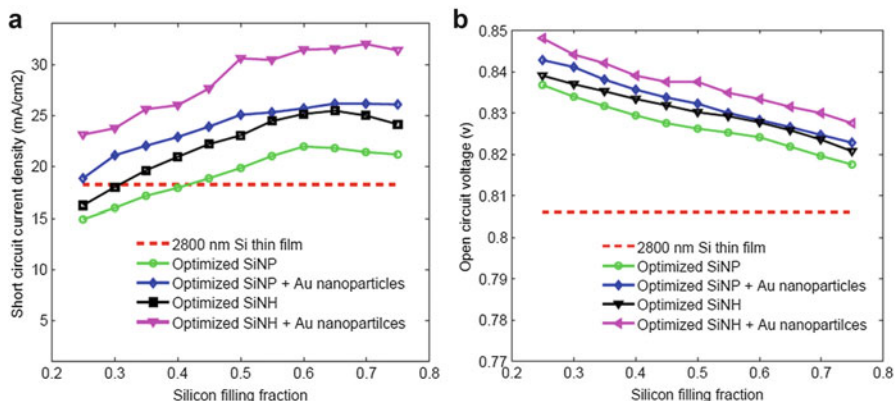 a
Short circuit current density (mA/cm2)
30
25
20
15
10
5
0.2 0.3 0.4 0.5 0.6 0.7 0.8
Silicon filling fraction
2800 nm Si thin film
Optimized SiNP
Optimized SiNP + Au nanoparticles
Optimized SiNH
Optimized SiNH + Au nanopartilces
b
Open circuit voltage (v)
0.85
0.84
0.83
0.82
0.81
0.8
0.79
0.78
0.77
0.2 0.3 0.4 0.5 0.6 0.7 0.8
Silicon filling fraction
2800 nm Si thin film
Optimized SiNP
Optimized SiNP + Au nanoparticles
Optimized SiNH
Optimized SiNH + Au nanopartilces